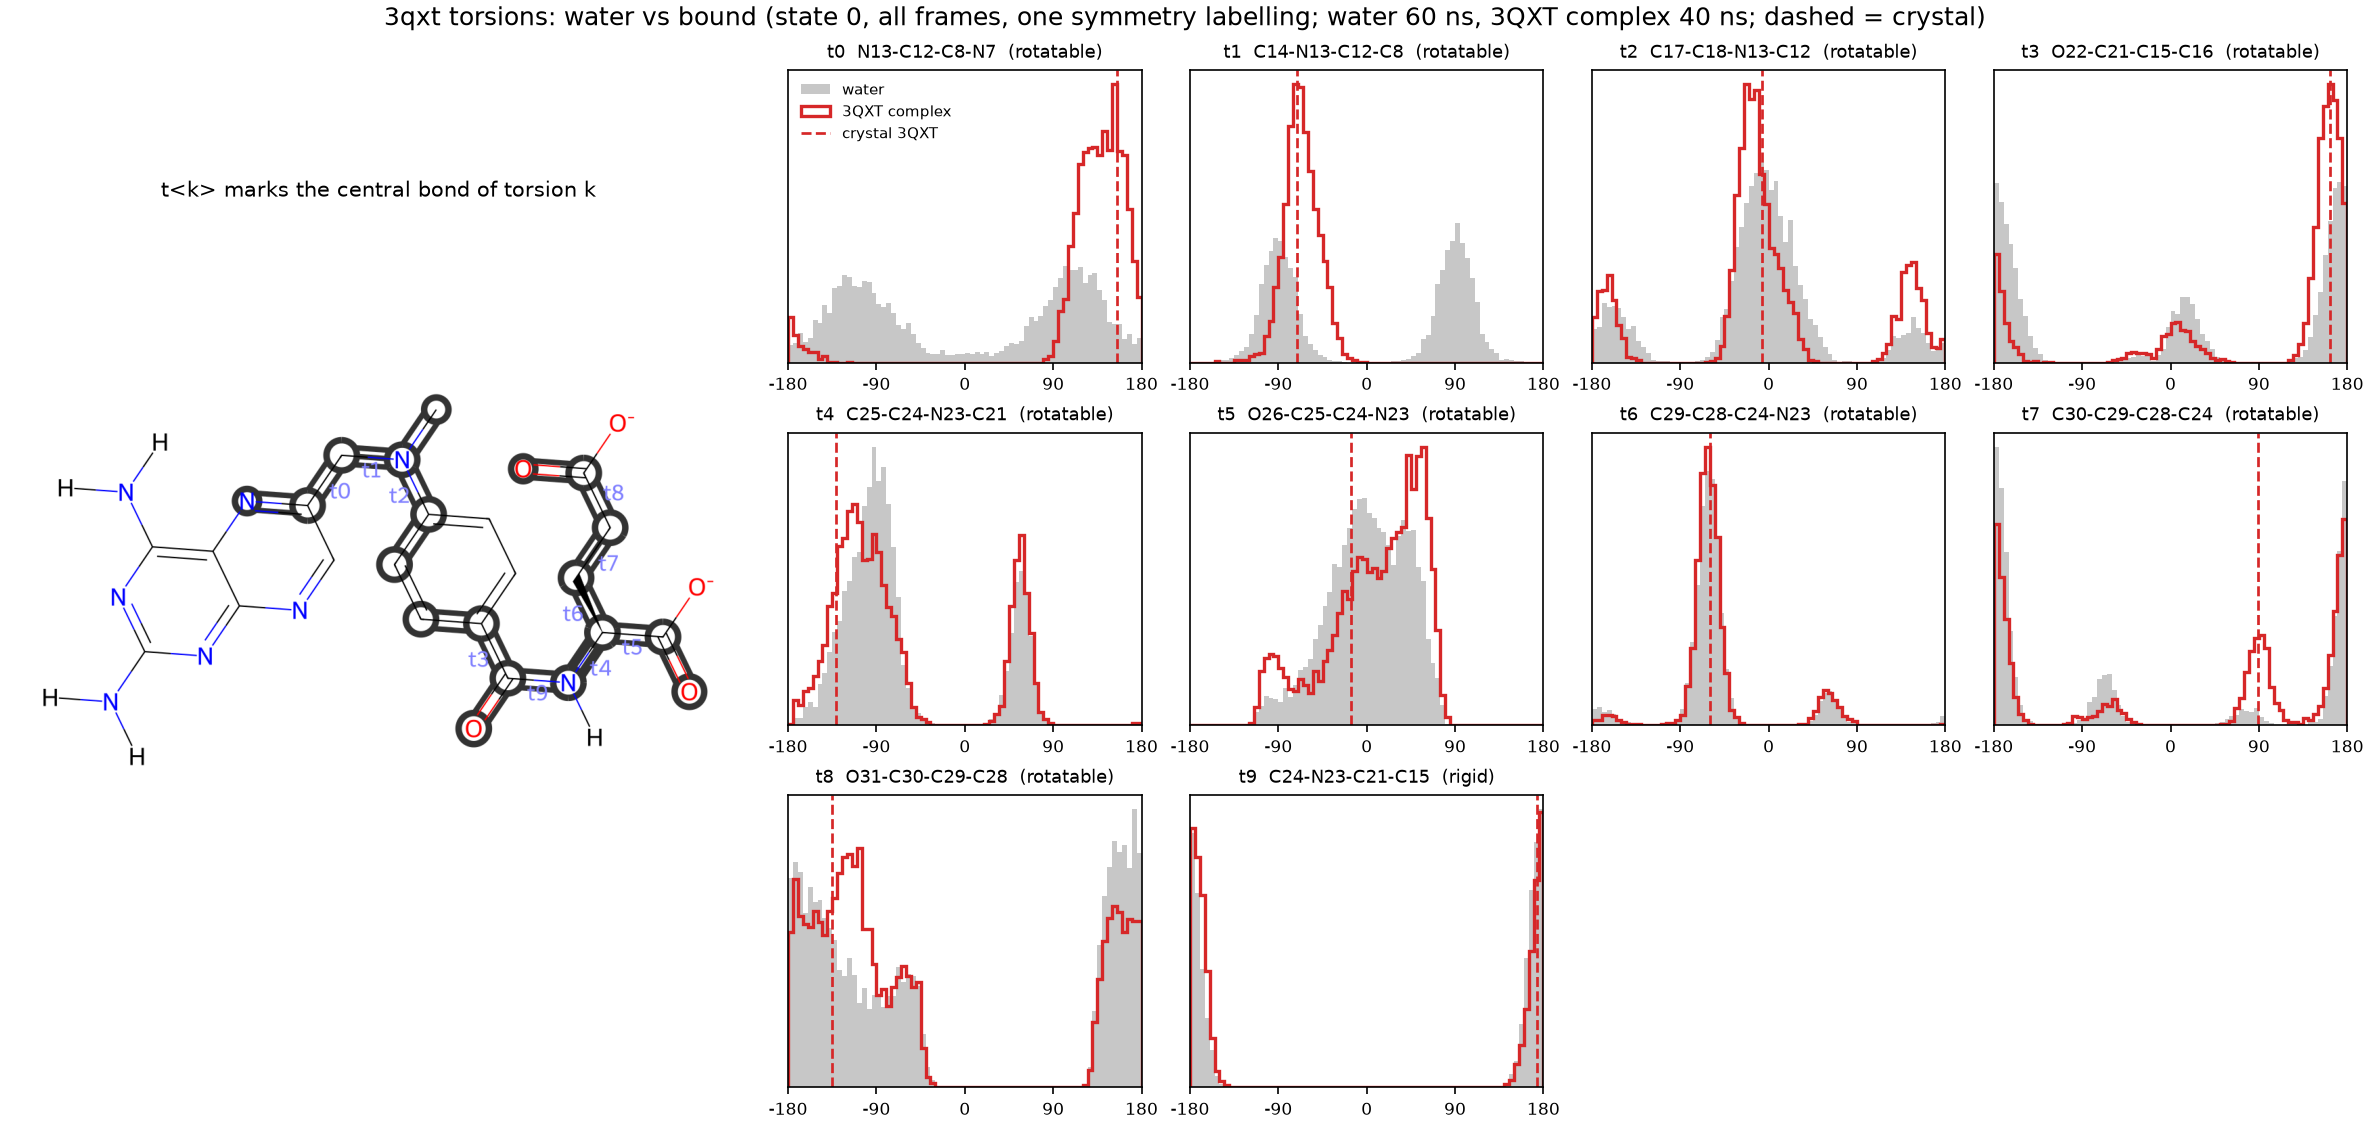 3qxt torsions: water vs bound (state 0, all frames, one symmetry labelling; water 60 ns, 3QXT complex 40 ns; dashed = crystal)
t<k> marks the central bond of torsion k
t0 N13-C12-C8-N7 (rotatable)
water
3QXT complex
crystal 3QXT
-180 -90 0 90 180
t1 C14-N13-C12-C8 (rotatable)
-180 -90 0 90 180
t2 C17-C18-N13-C12 (rotatable)
-180 -90 0 90 180
t3 O22-C21-C15-C16 (rotatable)
-180 -90 0 90 180
t4 C25-C24-N23-C21 (rotatable)
-180 -90 0 90 180
t5 O26-C25-C24-N23 (rotatable)
-180 -90 0 90 180
t6 C29-C28-C24-N23 (rotatable)
-180 -90 0 90 180
t7 C30-C29-C28-C24 (rotatable)
-180 -90 0 90 180
t8 O31-C30-C29-C28 (rotatable)
-180 -90 0 90 180
t9 C24-N23-C21-C15 (rigid)
-180 -90 0 90 180
H
H N
N
N
N
N
H N
H
t0
t1
N
t2
t3
O
t9
N
H
t4
t5
t6
t7
t8
O
O-
O-
O